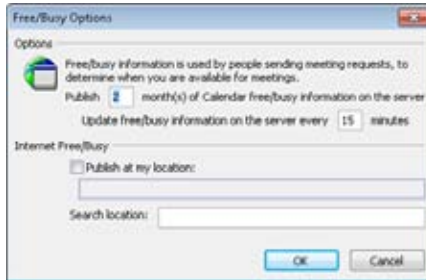 Free/Busy Options
Options
Free/busy information is used by people sending meeting requests, to
determine when you are available for meetings.
Publish 2 month(s) of Calendar free/busy information on the server
Update free/busy information on the server every 15 minutes
Internet Free/Busy
Publish at my location:
Search location:
OK Cancel